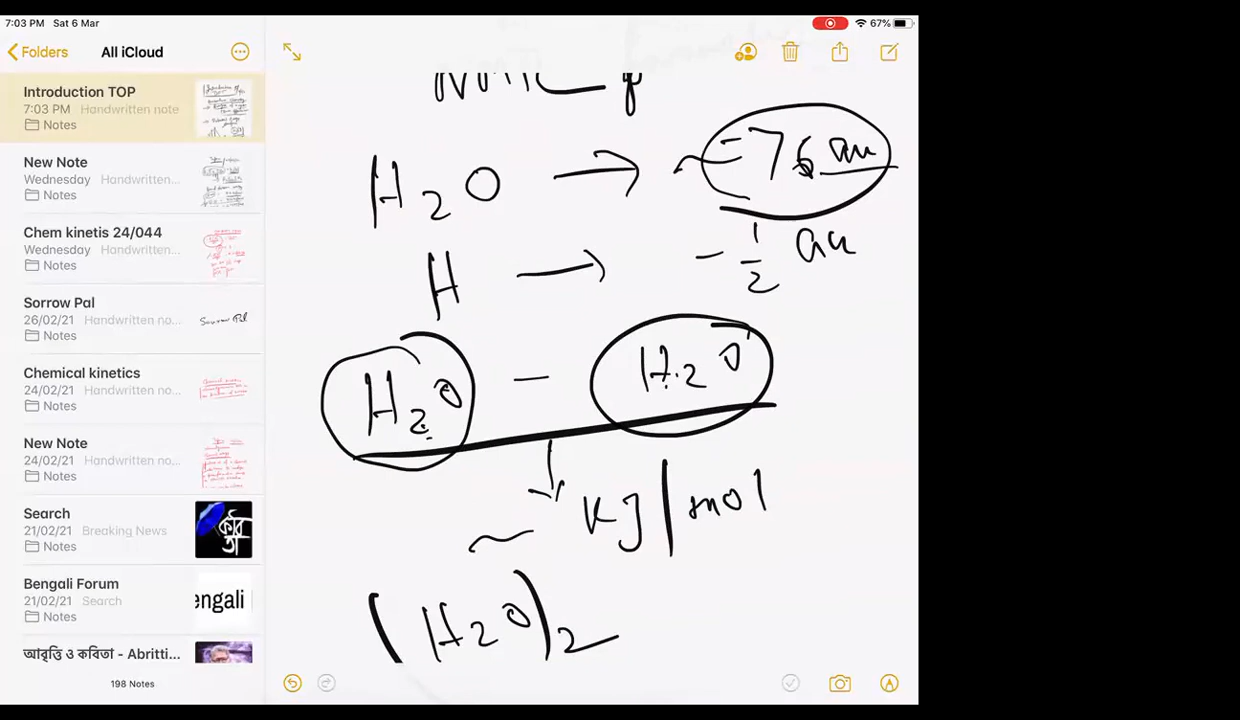 7:03 PM Sat 6 Mar
67%
Folders
All iCloud
Introduction TOP
7:03 PM Handwritten note
Notes
New Note
Wednesday Handwritten...
Notes
Chem kinetis 24/044
Wednesday Handwritten...
Notes
Sorrow Pal
26/02/21 Handwritten no...
Notes
Chemical kinetics
24/02/21 Handwritten no...
Notes
New Note
24/02/21 Handwritten no...
Notes
Search
21/02/21 Breaking News
Notes
Bengali Forum
21/02/21 Search
Notes
আবৃত্তি ও কবিতা - Abritti...
Notes
198 Notes
H2O → ~ -76 au
H → - 1/2 au
H2O — H2O
↓
~ KJ/mol
(H2O)2